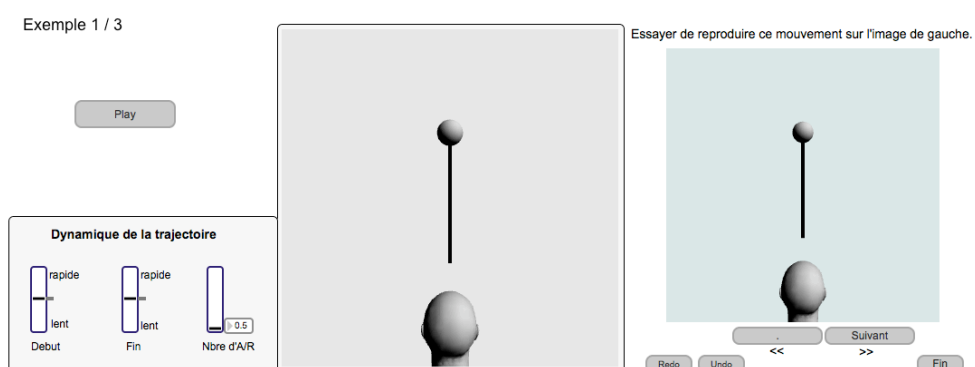 Exemple 1 / 3
Play
Dynamique de la trajectoire
rapide
rapide
lent
lent
0.5
Debut
Fin
Nbre d'A/R
Essayer de reproduire ce mouvement sur l'image de gauche.
.
Suivant
<<
>>
Redo
Undo
Fin